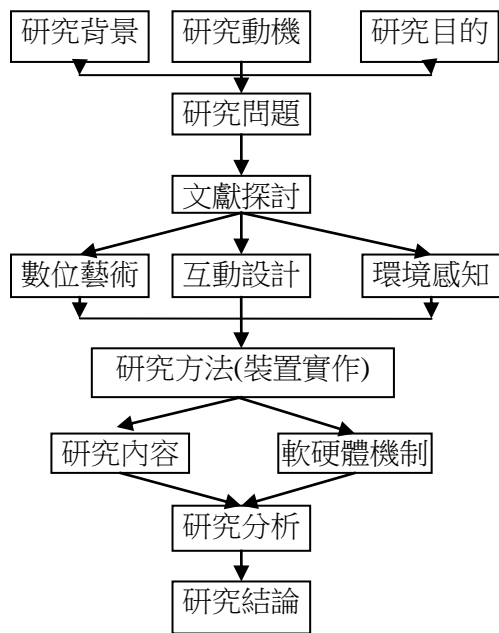 研究背景
研究動機
研究目的
研究問題
文獻探討
數位藝術
互動設計
環境感知
研究方法(裝置實作)
研究內容
軟硬體機制
研究分析
研究結論